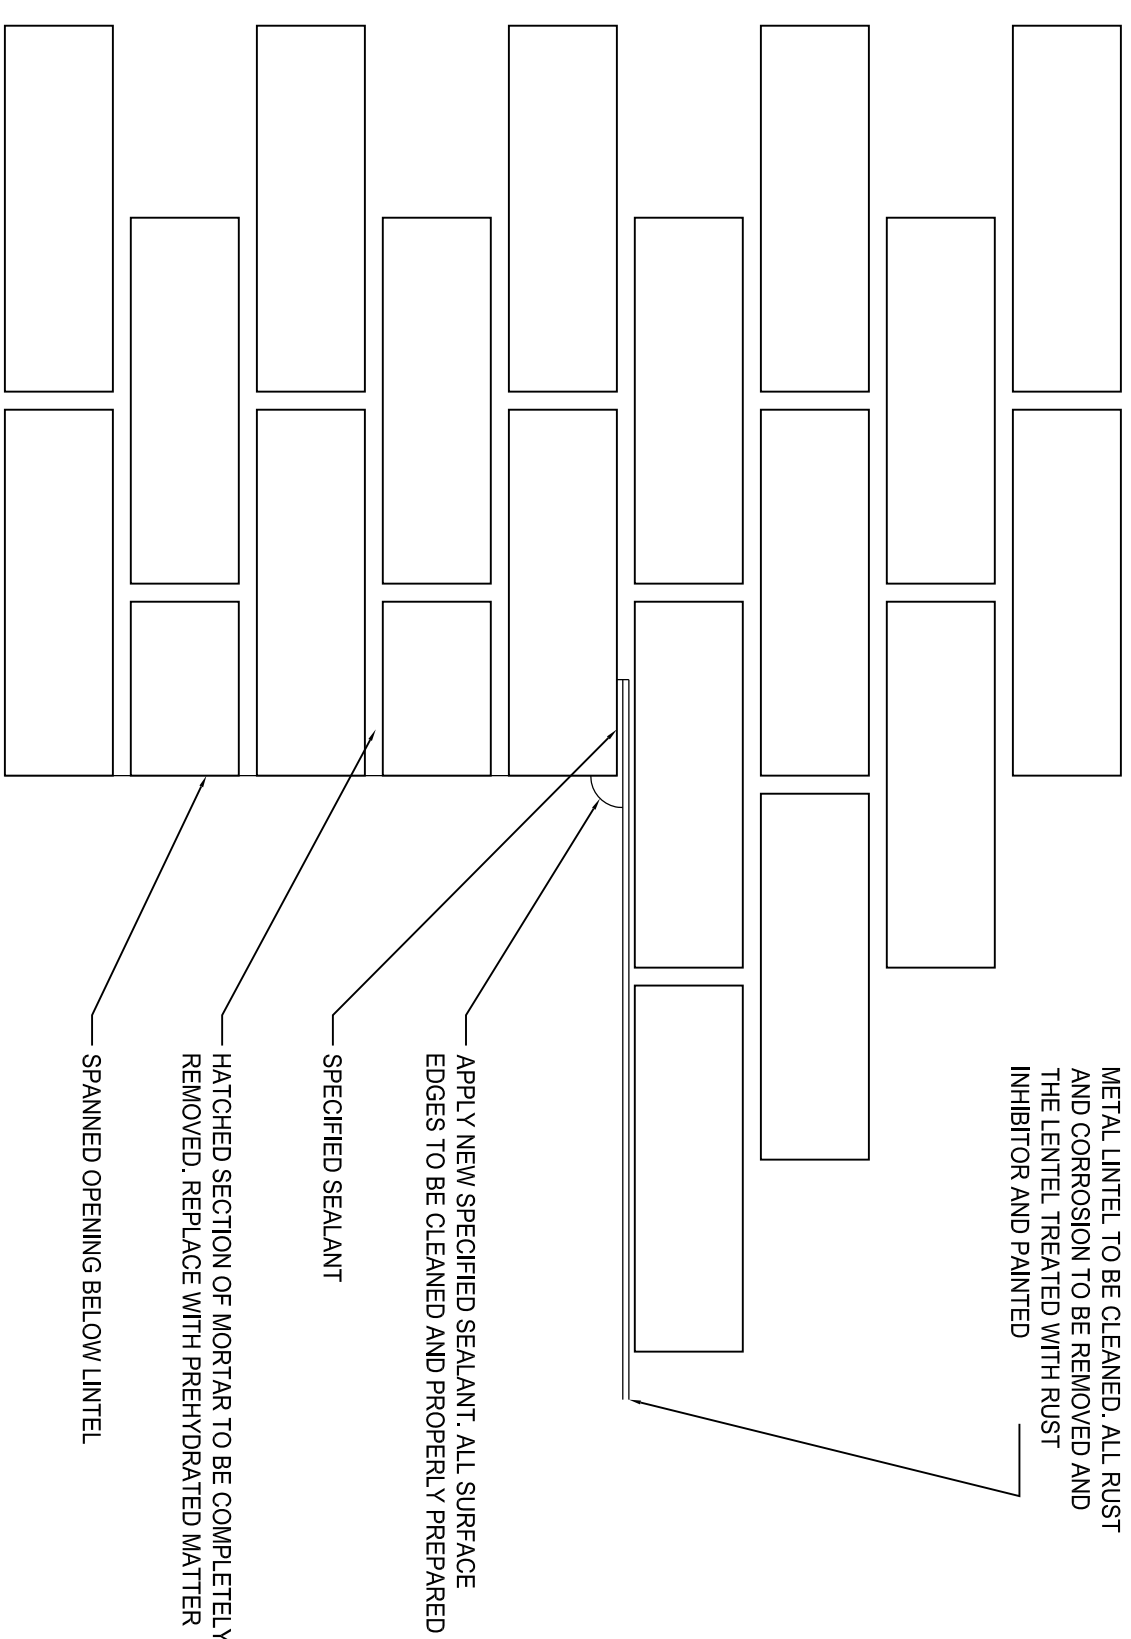 METAL LINTEL TO BE CLEANED. ALL RUST
AND CORROSION TO BE REMOVED AND
THE LENTEL TREATED WITH RUST
INHIBITOR AND PAINTED
APPLY NEW SPECIFIED SEALANT. ALL SURFACE
EDGES TO BE CLEANED AND PROPERLY PREPARED
SPECIFIED SEALANT
HATCHED SECTION OF MORTAR TO BE COMPLETELY
REMOVED. REPLACE WITH PREHYDRATED MATTER
SPANNED OPENING BELOW LINTEL